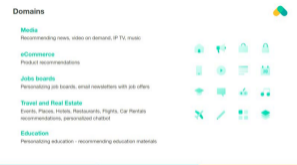 Domains
Media
Recommending news, video on demand, IP TV, music
eCommerce
Product recommendations
Jobs boards
Personalizing job boards, email newsletters with job offers
Travel and Real Estate
Events, Places, Hotels, Restaurants, Flights, Car Rentals
recommendations, personalized chatbot
Education
Personalizing education - recommending education materials